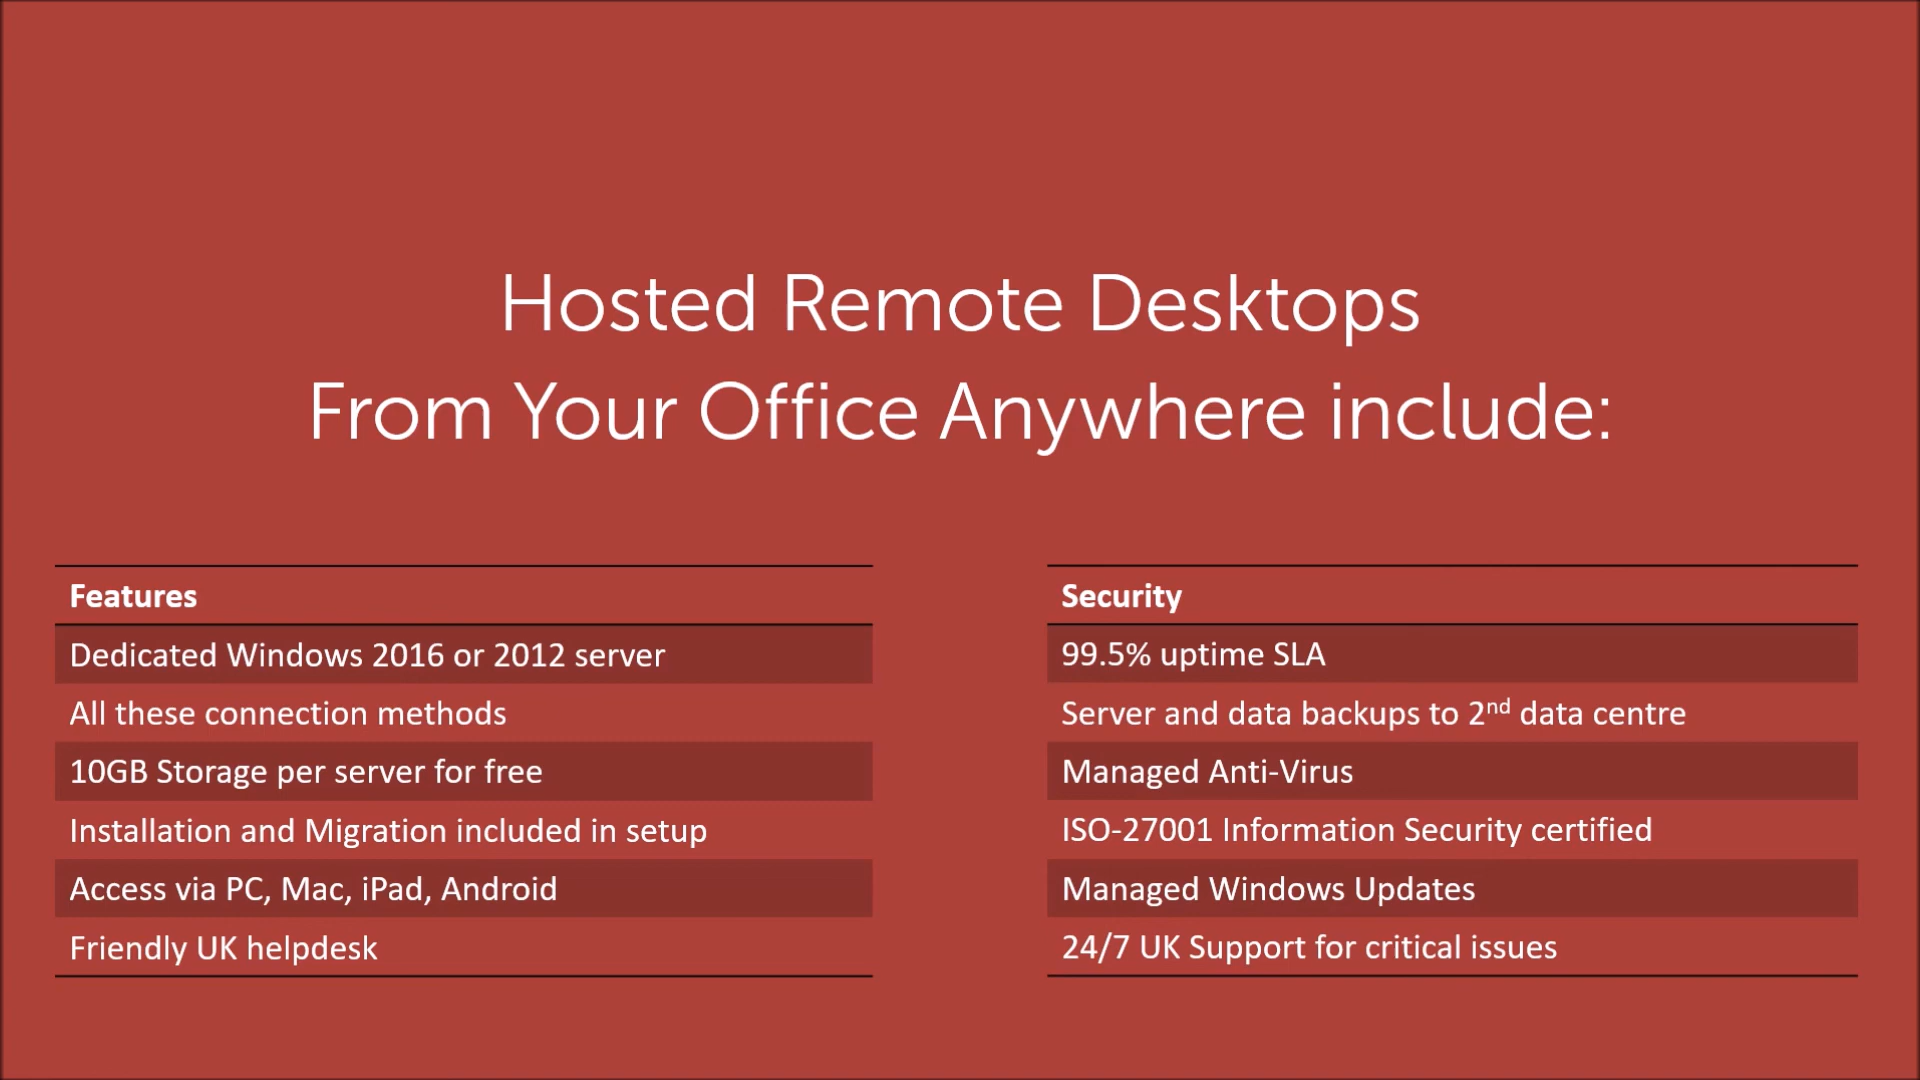 Hosted Remote Desktops
From Your Office Anywhere include:
Features
Dedicated Windows 2016 or 2012 server
All these connection methods
10GB Storage per server for free
Installation and Migration included in setup
Access via PC, Mac, iPad, Android
Friendly UK helpdesk
Security
99.5% uptime SLA
Server and data backups to 2nd data centre
Managed Anti-Virus
ISO-27001 Information Security certified
Managed Windows Updates
24/7 UK Support for critical issues